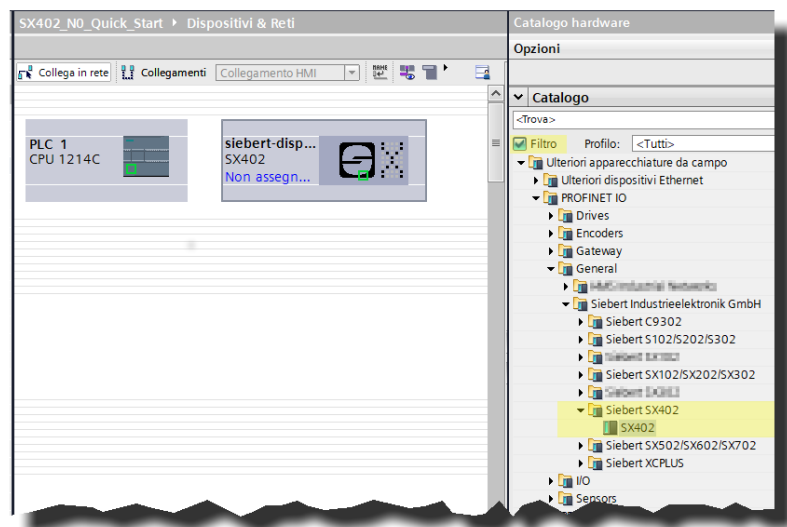 SX402_N0_Quick_Start ▸ Dispositivi & Reti
Collega in rete Collegamenti Collegamento HMI
PLC 1
CPU 1214C
siebert-disp...
SX402
Non assegn...
Catalogo hardware
Opzioni
Catalogo
<Trova>
Filtro Profilo: <Tutti>
Ulteriori apparecchiature da campo
Ulteriori dispositivi Ethernet
PROFINET IO
Drives
Encoders
Gateway
General
Siebert Industrieelektronik GmbH
Siebert C9302
Siebert S102/S202/S302
Siebert SX102/SX202/SX302
Siebert SX402
SX402
Siebert SX502/SX602/SX702
Siebert XCPLUS
I/O
Sensors